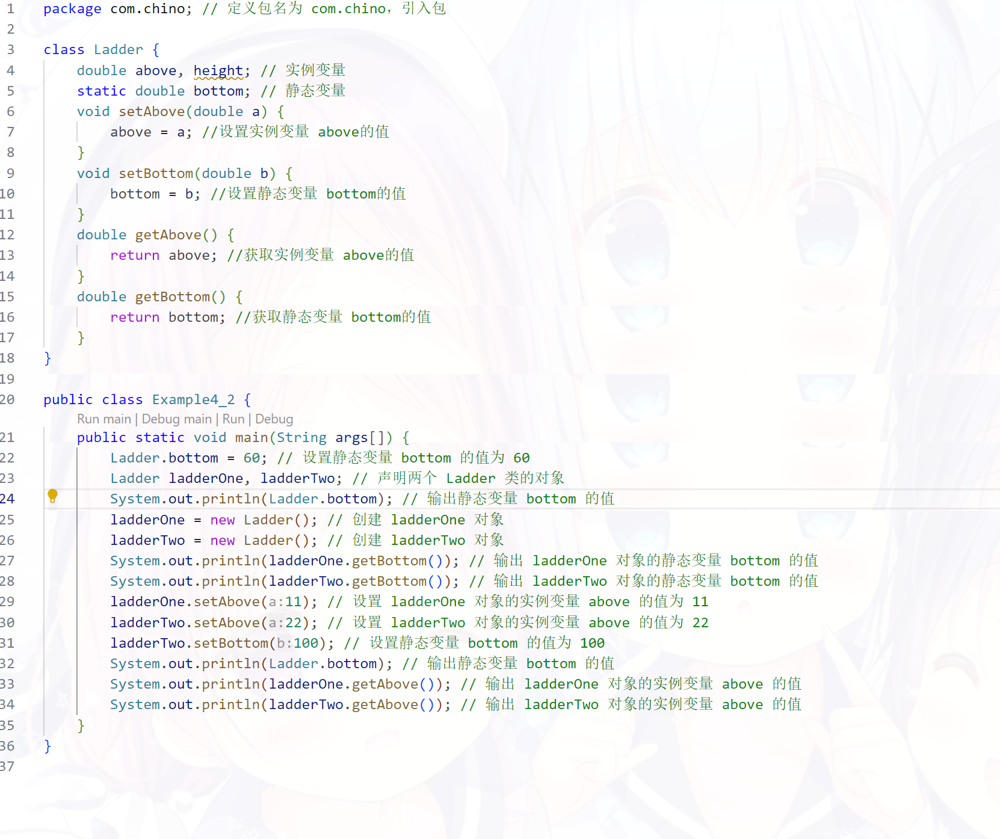 1 package com.chino; // 定义包名为 com.chino，引入包
2
3 class Ladder {
4 double above, height; // 实例变量
5 static double bottom; // 静态变量
6 void setAbove(double a) {
7 above = a; //设置实例变量 above的值
8 }
9 void setBottom(double b) {
10 bottom = b; //设置静态变量 bottom的值
11 }
12 double getAbove() {
13 return above; //获取实例变量 above的值
14 }
15 double getBottom() {
16 return bottom; //获取静态变量 bottom的值
17 }
18 }
19
20 public class Example4_2 {
Run main | Debug main | Run | Debug
21 public static void main(String args[]) {
22 Ladder.bottom = 60; // 设置静态变量 bottom 的值为 60
23 Ladder ladderOne, ladderTwo; // 声明两个 Ladder 类的对象
24 System.out.println(Ladder.bottom); // 输出静态变量 bottom 的值
25 ladderOne = new Ladder(); // 创建 ladderOne 对象
26 ladderTwo = new Ladder(); // 创建 ladderTwo 对象
27 System.out.println(ladderOne.getBottom()); // 输出 ladderOne 对象的静态变量 bottom 的值
28 System.out.println(ladderTwo.getBottom()); // 输出 ladderTwo 对象的静态变量 bottom 的值
29 ladderOne.setAbove(a:11); // 设置 ladderOne 对象的实例变量 above 的值为 11
30 ladderTwo.setAbove(a:22); // 设置 ladderTwo 对象的实例变量 above 的值为 22
31 ladderTwo.setBottom(b:100); // 设置静态变量 bottom 的值为 100
32 System.out.println(Ladder.bottom); // 输出静态变量 bottom 的值
33 System.out.println(ladderOne.getAbove()); // 输出 ladderOne 对象的实例变量 above 的值
34 System.out.println(ladderTwo.getAbove()); // 输出 ladderTwo 对象的实例变量 above 的值
35 }
36 }
37